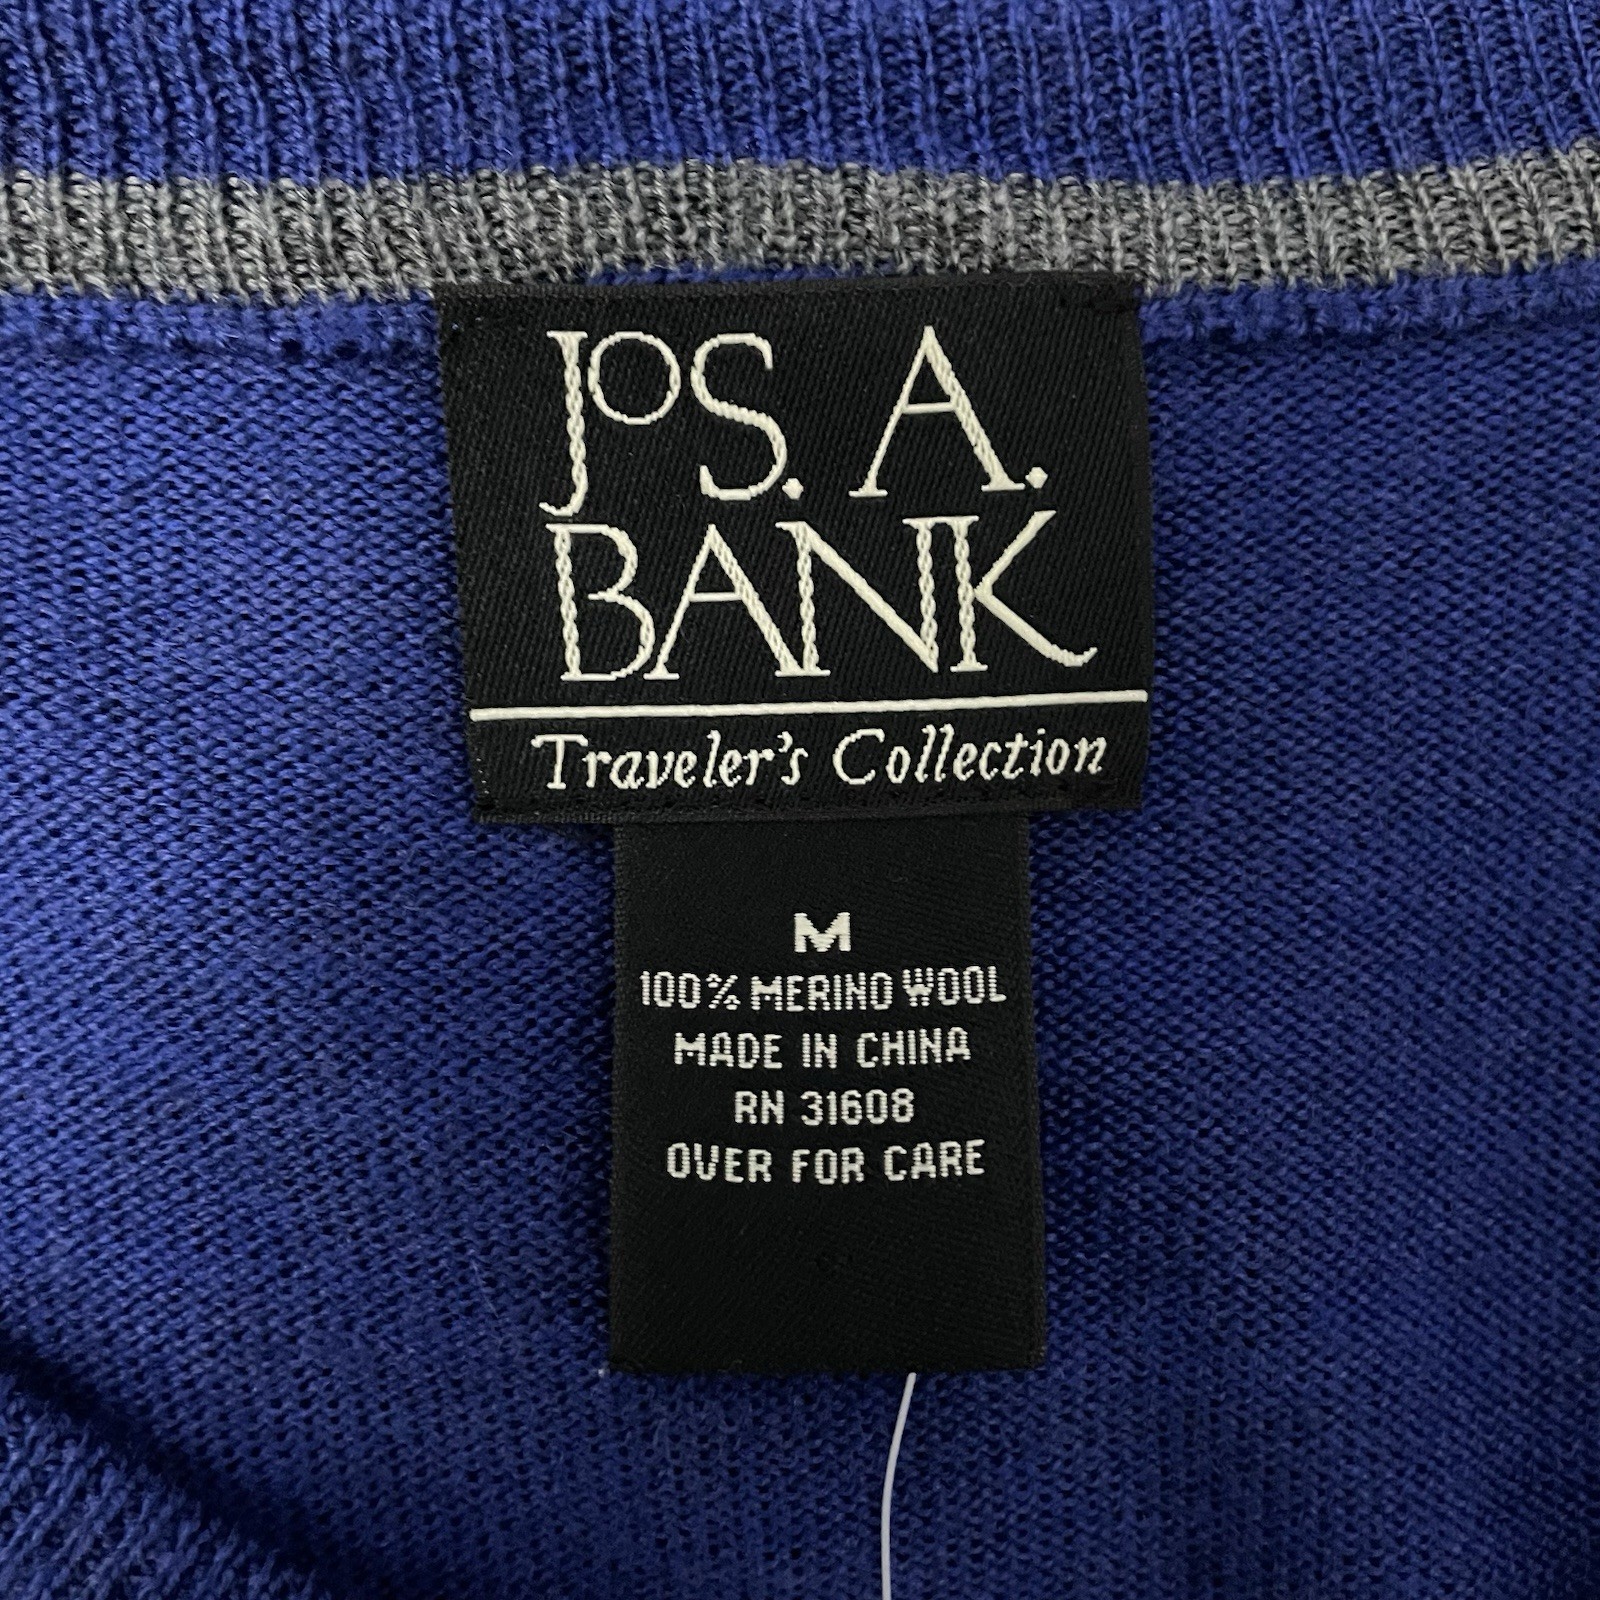 JOS. A.
BANK
Traveler's Collection
M
100% MERINO WOOL
MADE IN CHINA
RN 31608
OVER FOR CARE